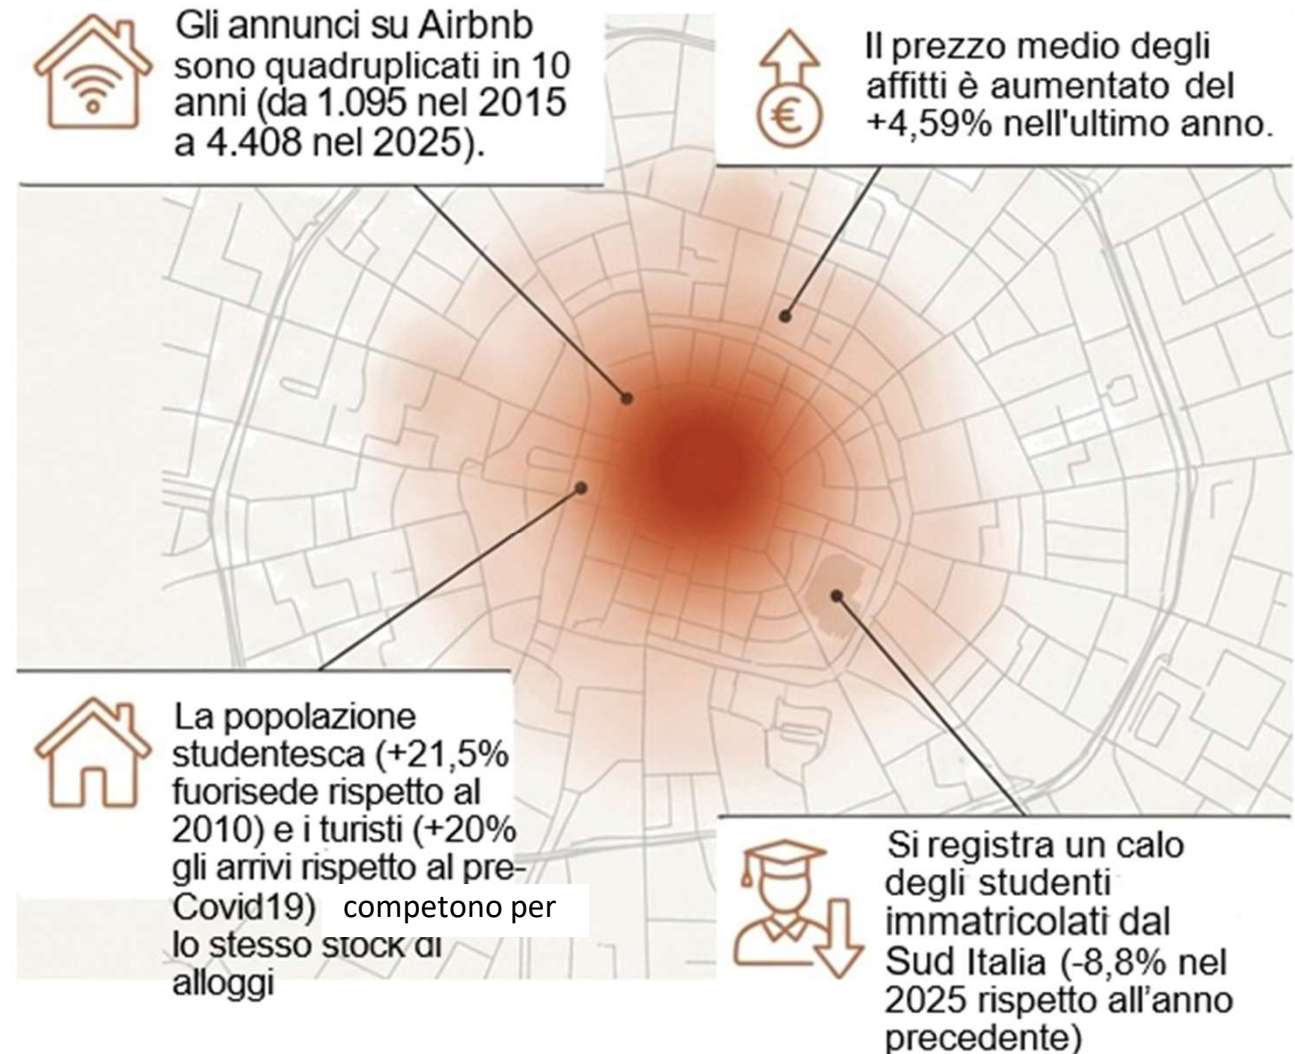 Gli annunci su Airbnb
sono quadruplicati in 10
anni (da 1.095 nel 2015
a 4.408 nel 2025).
Il prezzo medio degli
affitti è aumentato del
+4,59% nell'ultimo anno.
€
La popolazione
studentesca (+21,5%
fuorisede rispetto al
2010) e i turisti (+20%
gli arrivi rispetto al pre-
Covid19) competono per
lo stesso stock di
alloggi
Si registra un calo
degli studenti
immatricolati dal
Sud Italia (-8,8% nel
2025 rispetto all’anno
precedente)